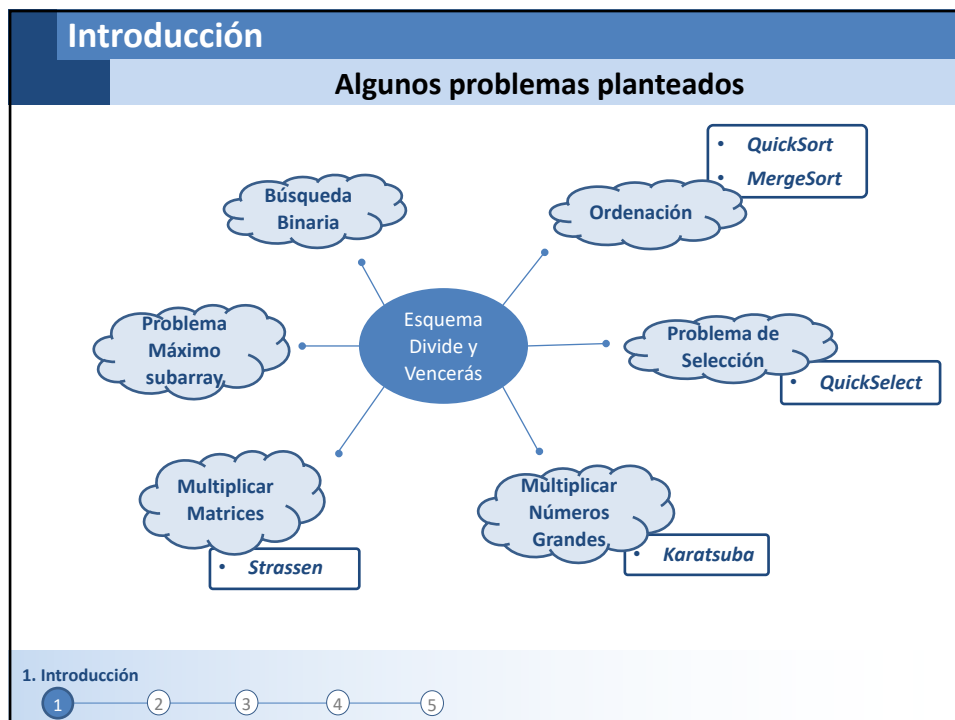 Introducción
Algunos problemas planteados
• QuickSort
• MergeSort
Búsqueda
Binaria
Ordenación
Esquema
Divide y
Vencerás
Problema
Máximo
subarray
Problema de
Selección
• QuickSelect
Multiplicar
Matrices
• Strassen
Multiplicar
Números
Grandes
• Karatsuba
1. Introducción
1 2 3 4 5